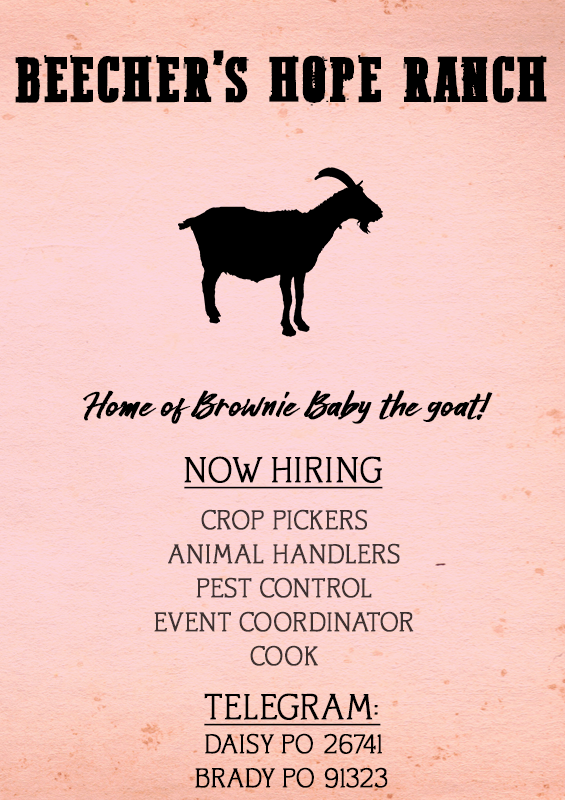 BEECHER'S HOPE RANCH
Home of Brownie Baby the goat!
NOW HIRING
CROP PICKERS
ANIMAL HANDLERS
PEST CONTROL
EVENT COORDINATOR
COOK
TELEGRAM:
DAISY PO 26741
BRADY PO 91323